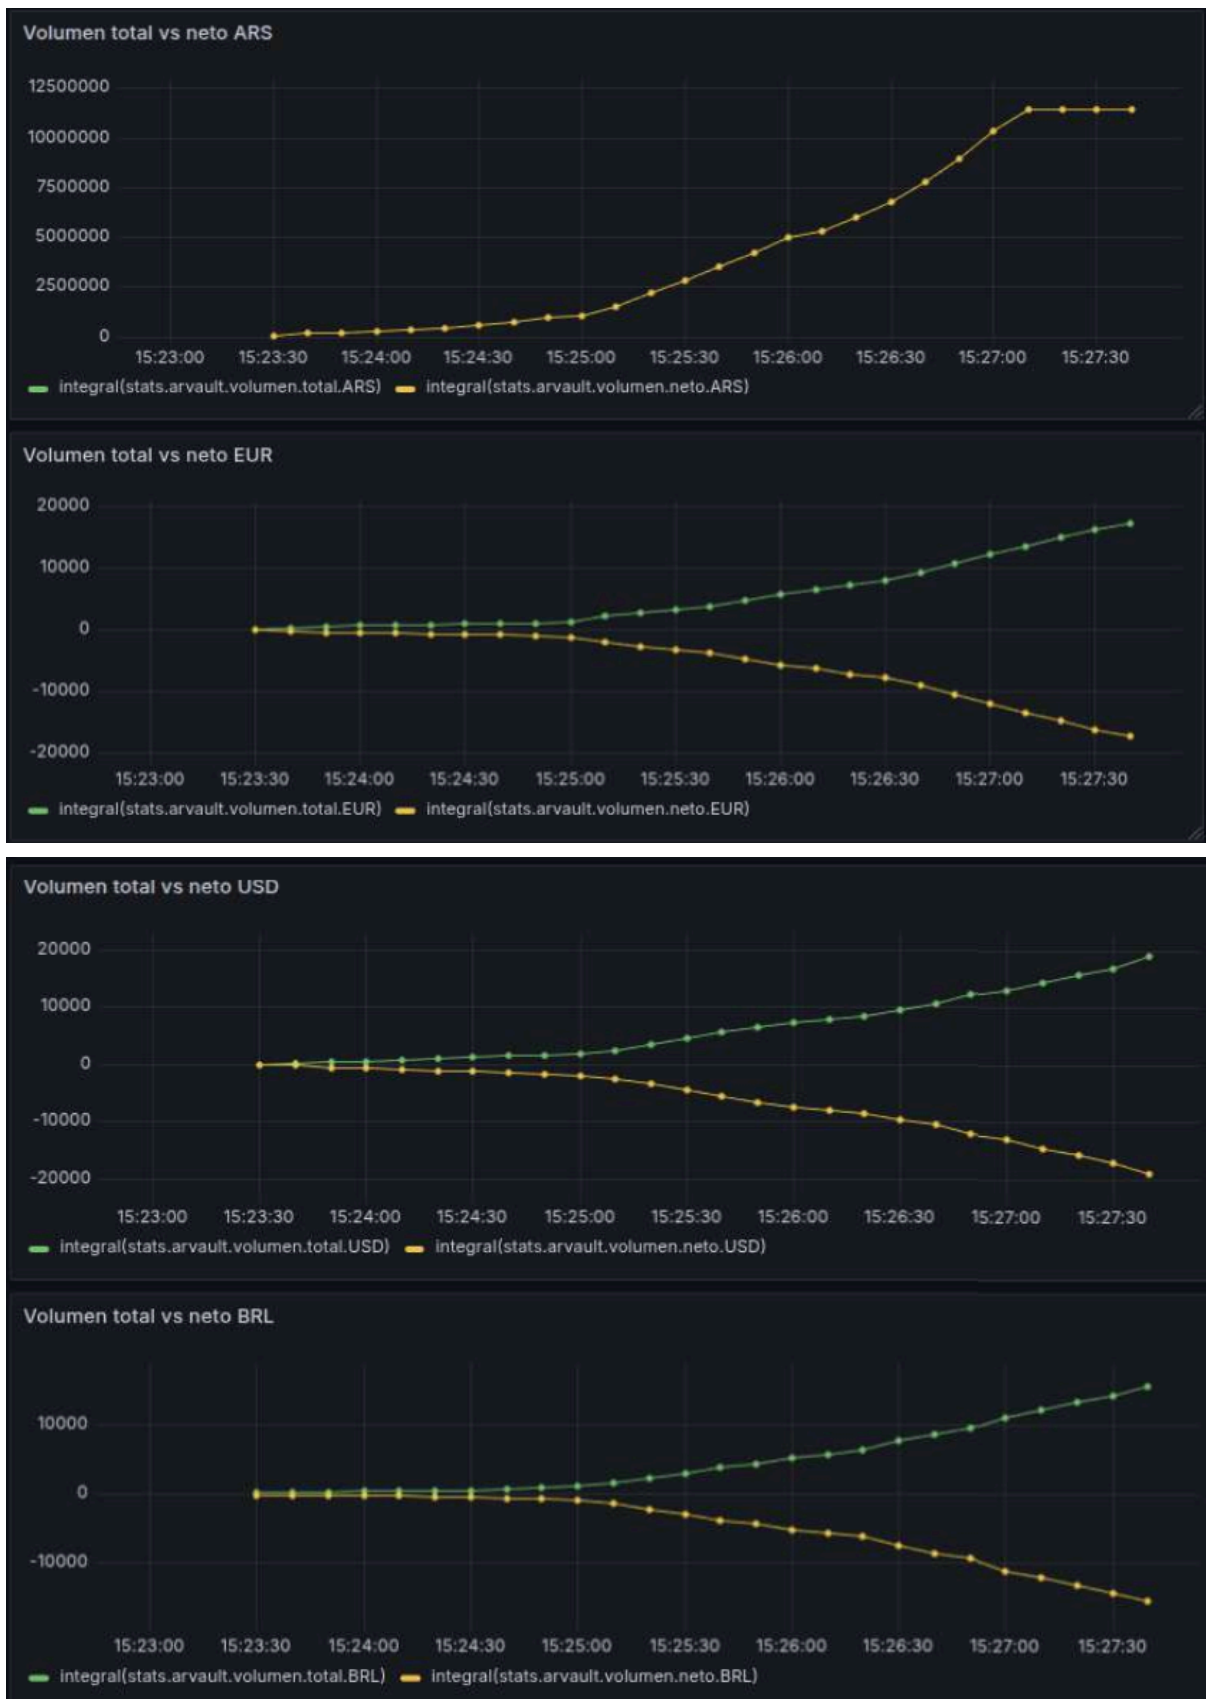 Volumen total vs neto ARS
12500000
10000000
7500000
5000000
2500000
0
15:23:00 15:23:30 15:24:00 15:24:30 15:25:00 15:25:30 15:26:00 15:26:30 15:27:00 15:27:30
integral(stats.arvault.volumen.total.ARS) integral(stats.arvault.volumen.neto.ARS)
Volumen total vs neto EUR
20000
10000
0
-10000
-20000
15:23:00 15:23:30 15:24:00 15:24:30 15:25:00 15:25:30 15:26:00 15:26:30 15:27:00 15:27:30
integral(stats.arvault.volumen.total.EUR) integral(stats.arvault.volumen.neto.EUR)
Volumen total vs neto USD
20000
10000
0
-10000
-20000
15:23:00 15:23:30 15:24:00 15:24:30 15:25:00 15:25:30 15:26:00 15:26:30 15:27:00 15:27:30
integral(stats.arvault.volumen.total.USD) integral(stats.arvault.volumen.neto.USD)
Volumen total vs neto BRL
10000
0
-10000
15:23:00 15:23:30 15:24:00 15:24:30 15:25:00 15:25:30 15:26:00 15:26:30 15:27:00 15:27:30
integral(stats.arvault.volumen.total.BRL) integral(stats.arvault.volumen.neto.BRL)